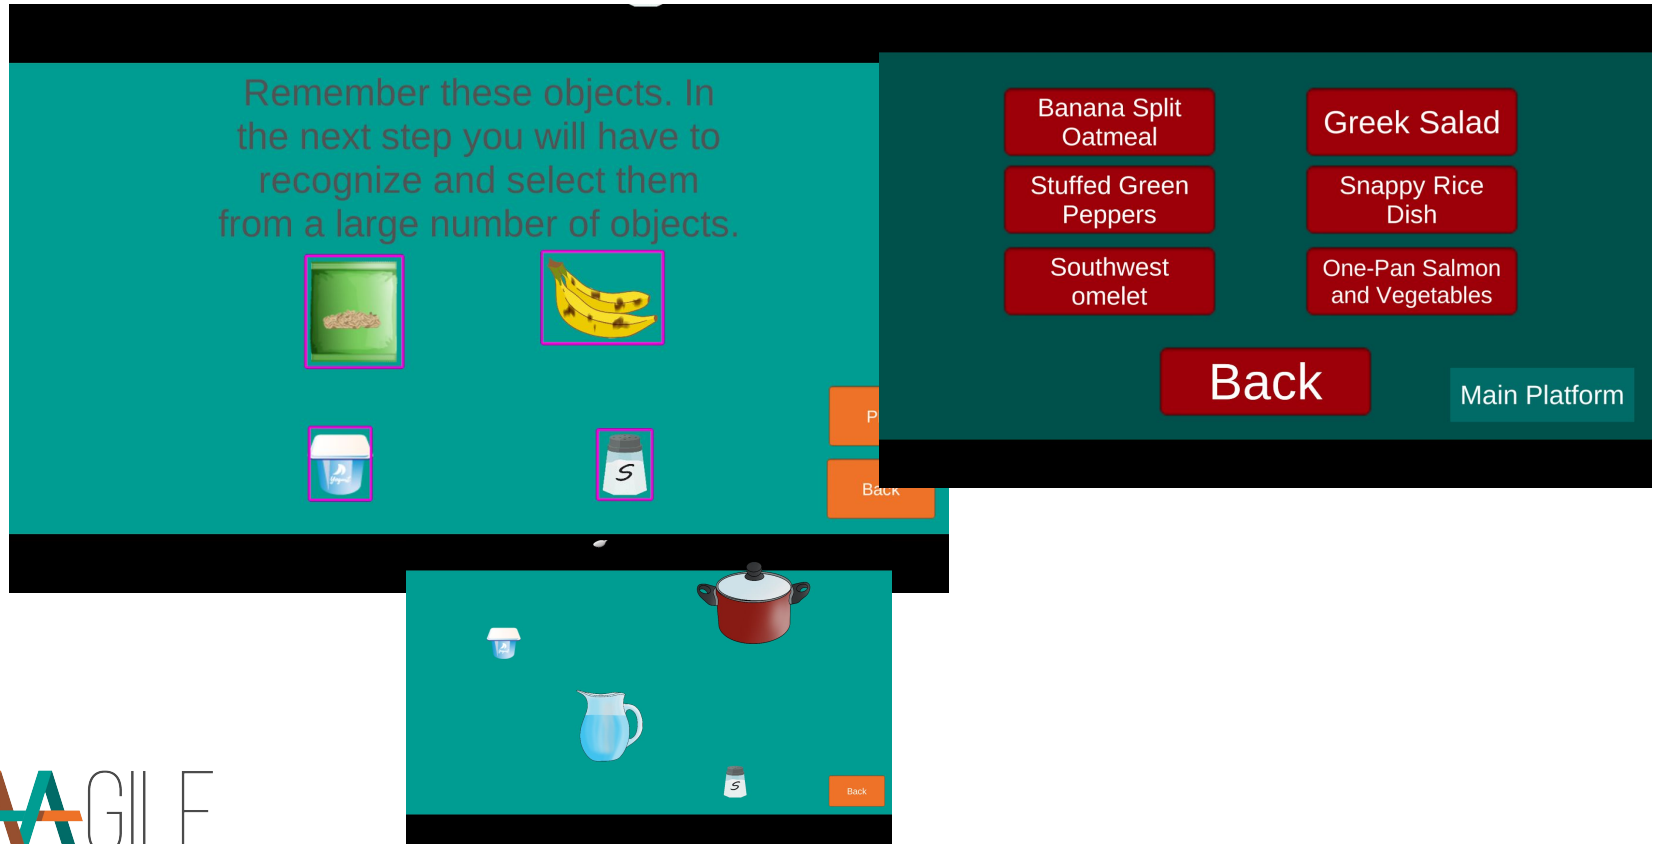 Remember these objects. In
the next step you will have to
recognize and select them
from a large number of objects.
S
Back
Banana Split
Oatmeal
Greek Salad
Stuffed Green
Peppers
Snappy Rice
Dish
Southwest
omelet
One-Pan Salmon
and Vegetables
Back
Main Platform
S
Back
AGILE